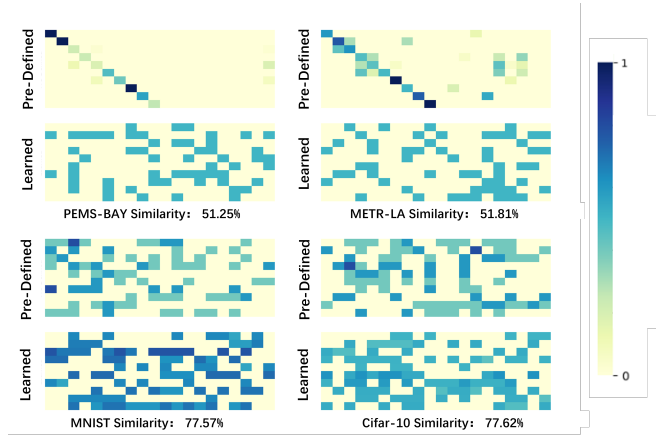 Pre-Defined
Learned
PEMS-BAY Similarity: 51.25%
Pre-Defined
Learned
METR-LA Similarity: 51.81%
Pre-Defined
Learned
MNIST Similarity: 77.57%
Pre-Defined
Learned
Cifar-10 Similarity: 77.62%
1
0